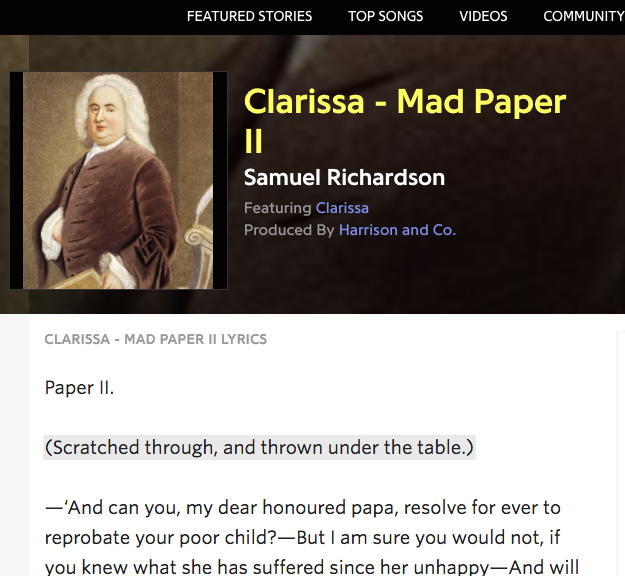 FEATURED STORIES TOP SONGS VIDEOS COMMUNITY
Clarissa - Mad Paper
II
Samuel Richardson
Featuring Clarissa
Produced By Harrison and Co.
CLARISSA - MAD PAPER II LYRICS
Paper II.
(Scratched through, and thrown under the table.)
—‘And can you, my dear honoured papa, resolve for ever to
reprobate your poor child?—But I am sure you would not, if
you knew what she has suffered since her unhappy—And will